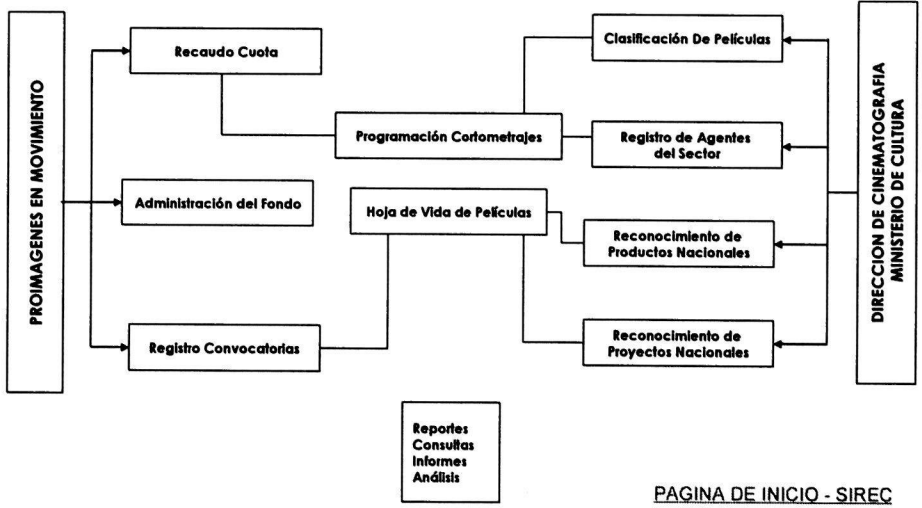 PROIMAGENES EN MOVIMIENTO
Recaudo Cuota
Administración del Fondo
Registro Convocatorias
Programación Cortometrajes
Hoja de Vida de Películas
Clasificación De Películas
Registro de Agentes
del Sector
Reconocimiento de
Productos Nacionales
Reconocimiento de
Proyectos Nacionales
DIRECCION DE CINEMATOGRAFIA
MINISTERIO DE CULTURA
Reportes
Consultas
Informes
Análisis
PAGINA DE INICIO - SIREC